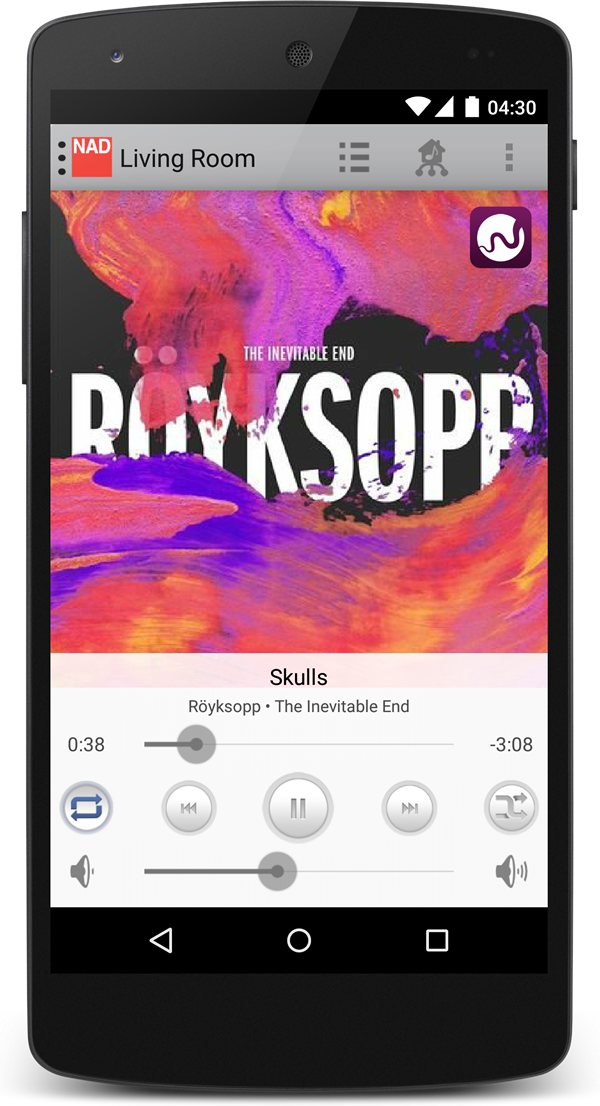 04:30
NAD
Living Room
THE INEVITABLE END
RÖYKSOPP
Skulls
Röyksopp • The Inevitable End
0:38
-3:08